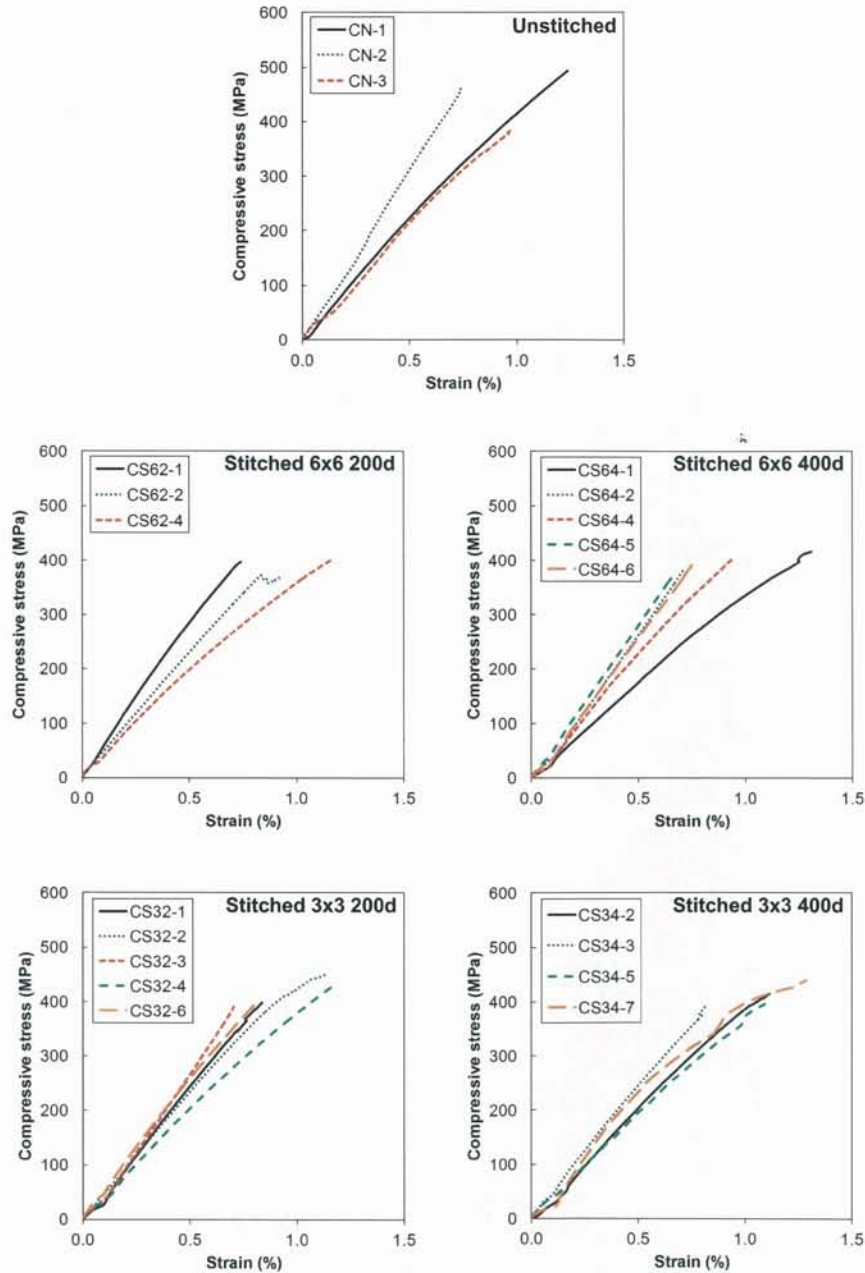 Unstitched
CN-1
CN-2
CN-3
Compressive stress (MPa)
600
500
400
300
200
100
0
0.0 0.5 1.0 1.5
Strain (%)
Stitched 6x6 200d
CS62-1
CS62-2
CS62-4
Compressive stress (MPa)
600
500
400
300
200
100
0
0.0 0.5 1.0 1.5
Strain (%)
Stitched 6x6 400d
CS64-1
CS64-2
CS64-4
CS64-5
CS64-6
Compressive stress (MPa)
600
500
400
300
200
100
0
0.0 0.5 1.0 1.5
Strain (%)
Stitched 3x3 200d
CS32-1
CS32-2
CS32-3
CS32-4
CS32-6
Compressive stress (MPa)
600
500
400
300
200
100
0
0.0 0.5 1.0 1.5
Strain (%)
Stitched 3x3 400d
CS34-2
CS34-3
CS34-5
CS34-7
Compressive stress (MPa)
600
500
400
300
200
100
0
0.0 0.5 1.0 1.5
Strain (%)